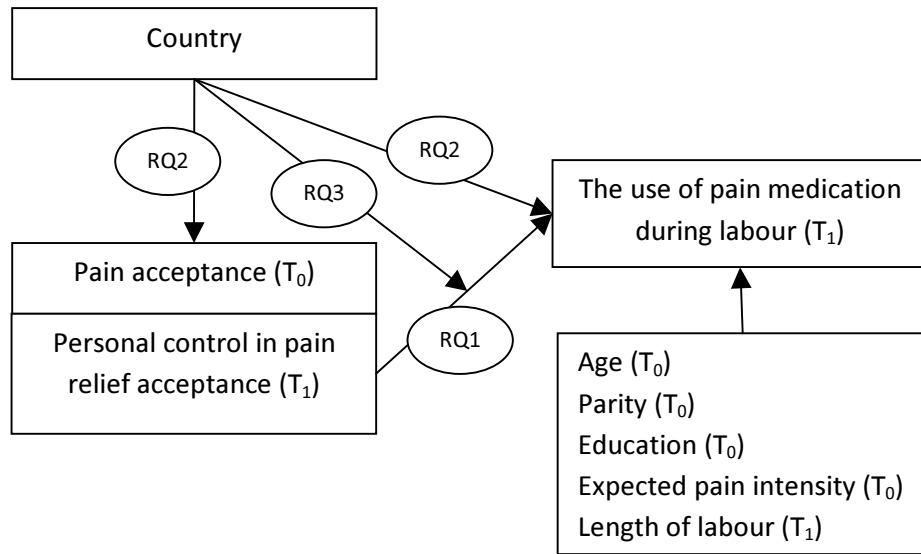 Country
RQ2
RQ3
RQ2
The use of pain medication
during labour (T₁)
Pain acceptance (T₀)
Personal control in pain
relief acceptance (T₁)
RQ1
Age (T₀)
Parity (T₀)
Education (T₀)
Expected pain intensity (T₀)
Length of labour (T₁)